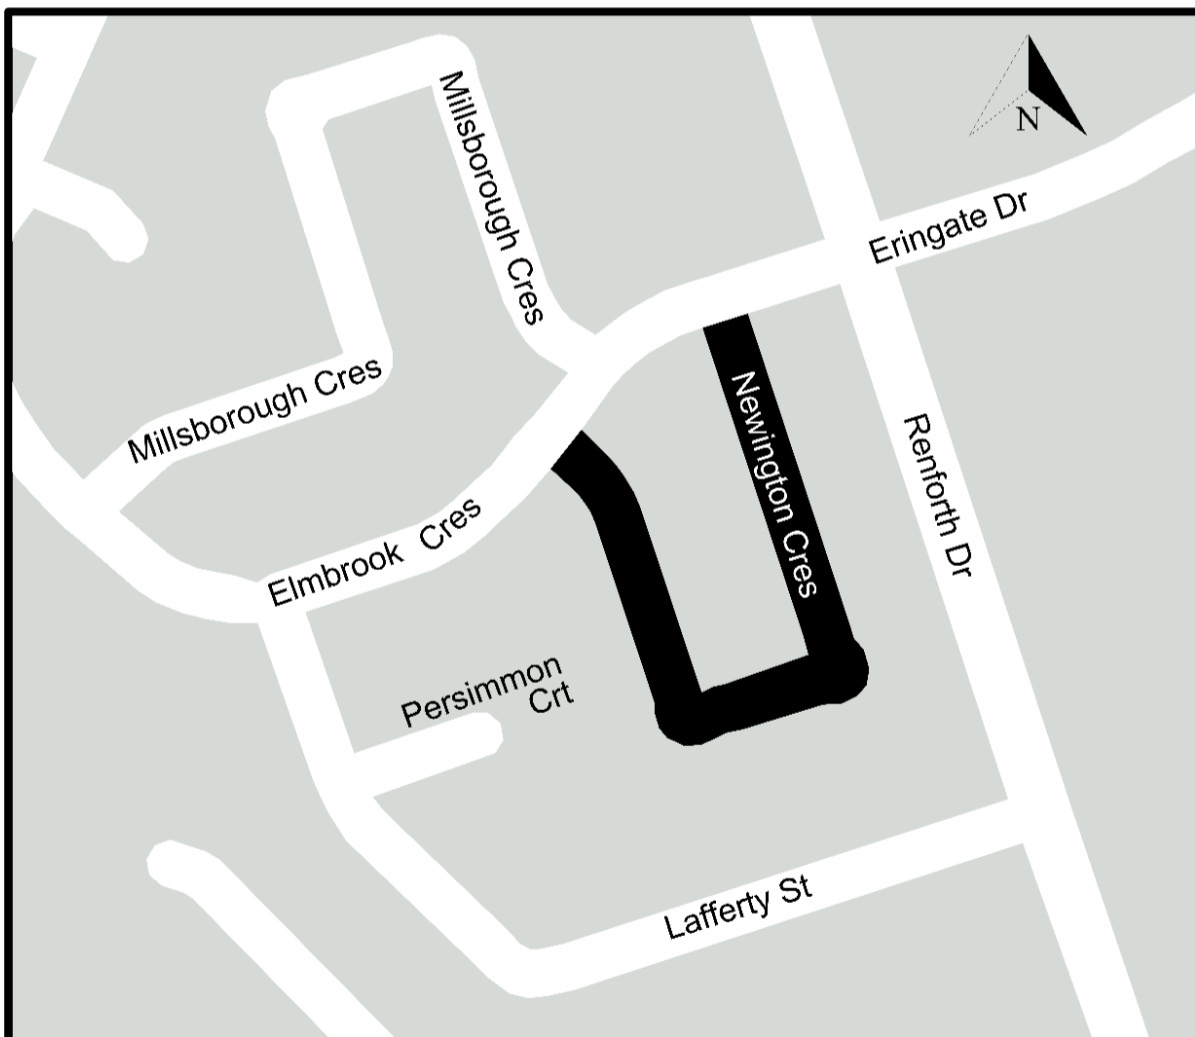 Millsborough Cres
N
Eringate Dr
Millsborough Cres
Newington Cres
Renforth Dr
Elmbrook Cres
Persimmon
Crt
Lafferty St